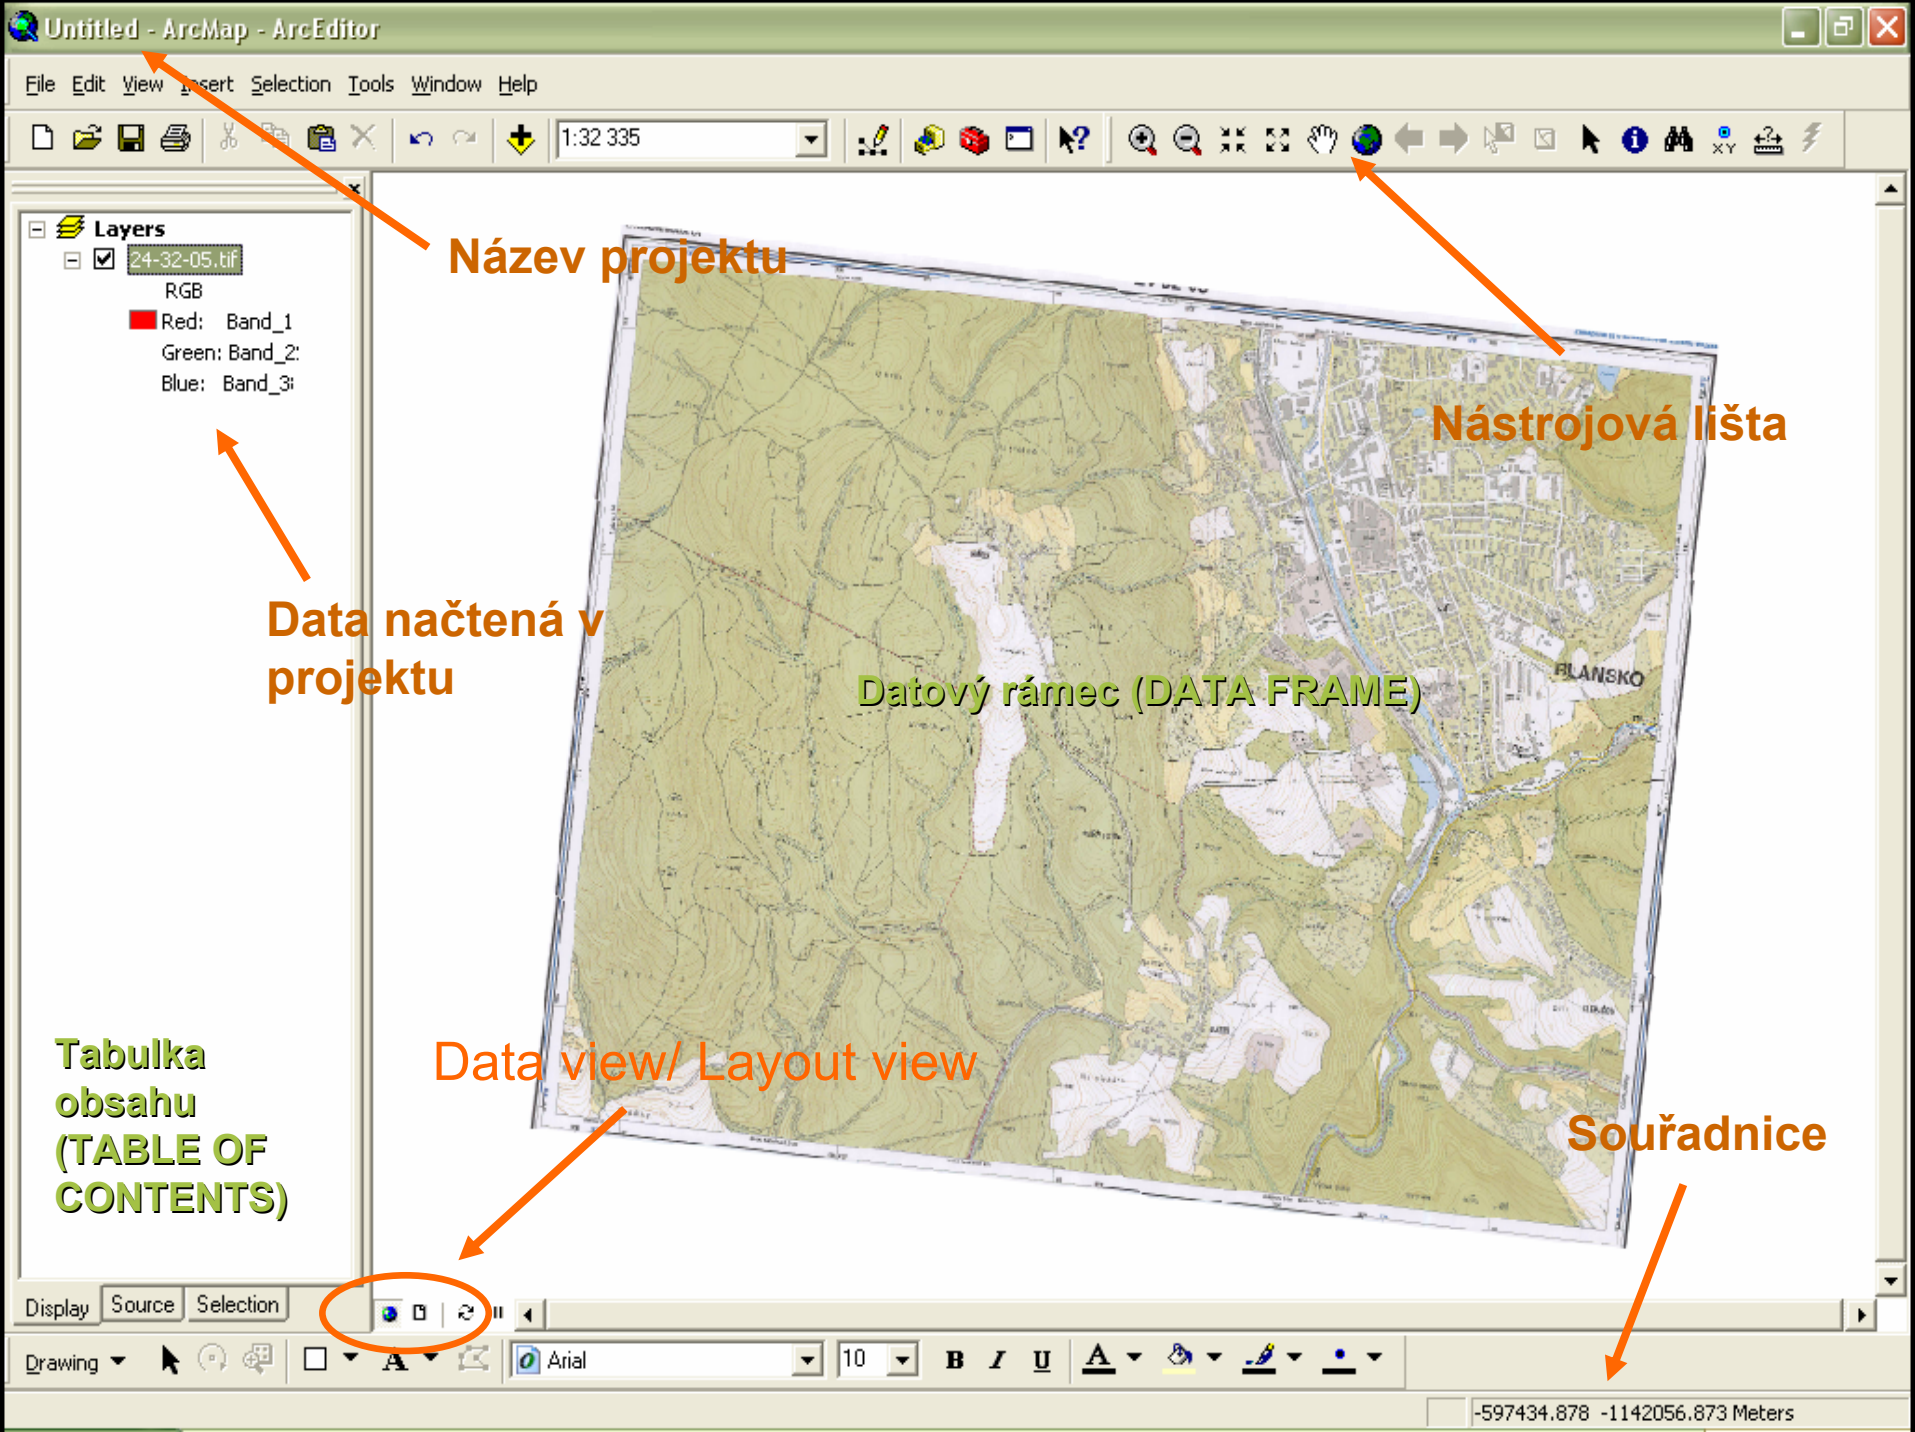 Untitled - ArcMap - ArcEditor
File Edit View Insert Selection Tools Window Help
1:32 335
XY
Layers
24-32-05.tif
RGB
Red: Band_1
Green: Band_2
Blue: Band_3
Název projektu
Nástrojová lišta
Data načtená v
projektu
BLANSKO
Datový rámec (DATA FRAME)
Tabulka
obsahu
(TABLE OF
CONTENTS)
Data view/ Layout view
Souřadnice
Display Source Selection
Drawing A Arial 10 B I U A
-597434.878 -1142056.873 Meters